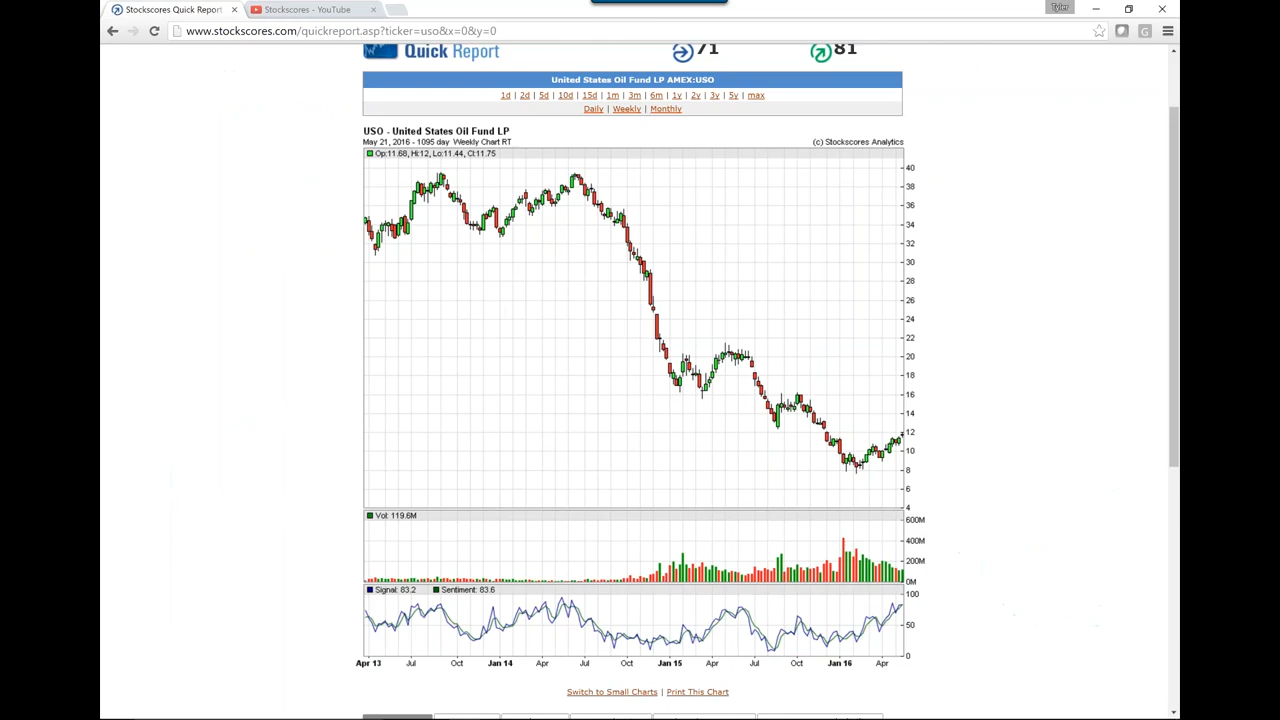 Stockscores Quick Report
Stockscores - YouTube
Tyler
www.stockscores.com/quickreport.asp?ticker=uso&x=0&y=0
Quick Report
71
81
United States Oil Fund LP AMEX:USO
1d | 2d | 5d | 10d | 15d | 1m | 3m | 6m | 1y | 2y | 3y | 5y | max
Daily | Weekly | Monthly
USO - United States Oil Fund LP
May 21, 2016 - 1095 day Weekly Chart RT
(c) Stockscores Analytics
Op:11.68, Hi:12, Lo:11.44, Cl:11.75
40
38
36
34
32
30
28
26
24
22
20
18
16
14
12
10
8
6
4
Vol: 119.6M
600M
400M
200M
0M
Signal: 83.2 Sentiment: 83.6
100
50
0
Apr 13 Jul Oct Jan 14 Apr Jul Oct Jan 15 Apr Jul Oct Jan 16 Apr
Switch to Small Charts | Print This Chart